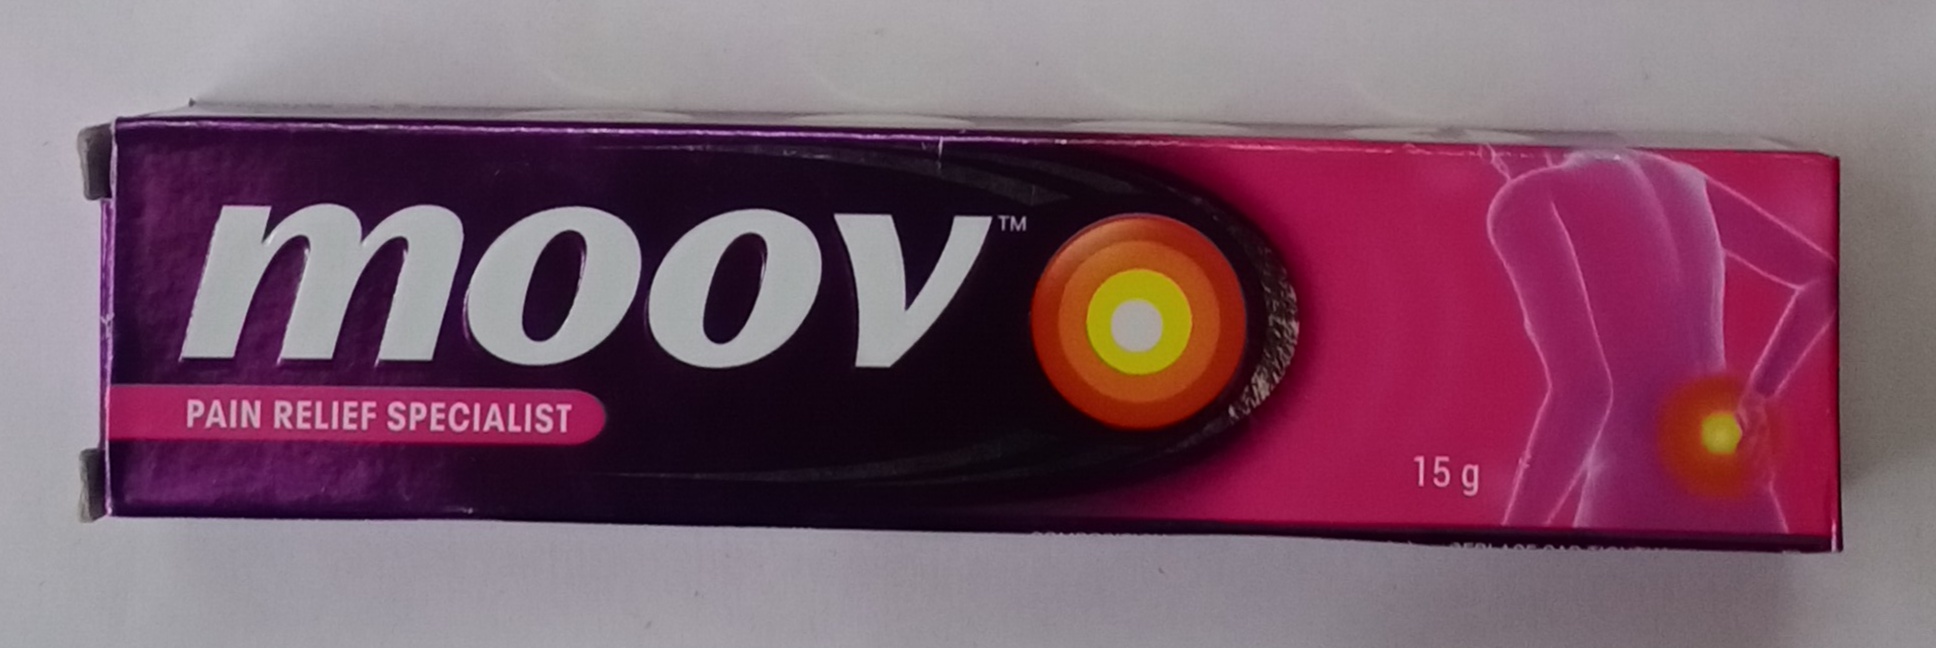 moov™
PAIN RELIEF SPECIALIST
15 g